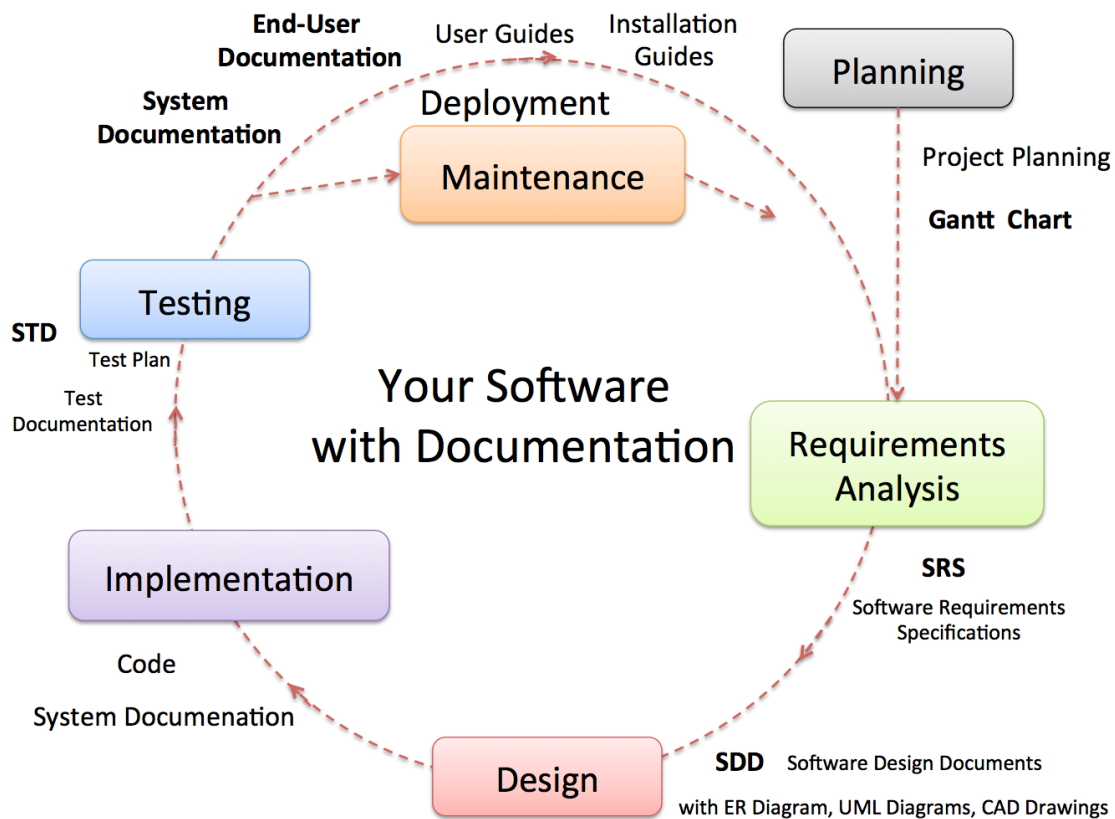 End-User
Documentation
User Guides
Installation
Guides
Planning
System
Documentation
Deployment
Maintenance
Project Planning
Gantt Chart
Testing
STD
Test Plan
Test
Documentation
Your Software
with Documentation
Requirements
Analysis
Implementation
SRS
Software Requirements
Specifications
Code
System Documenation
Design
SDD Software Design Documents
with ER Diagram, UML Diagrams, CAD Drawings